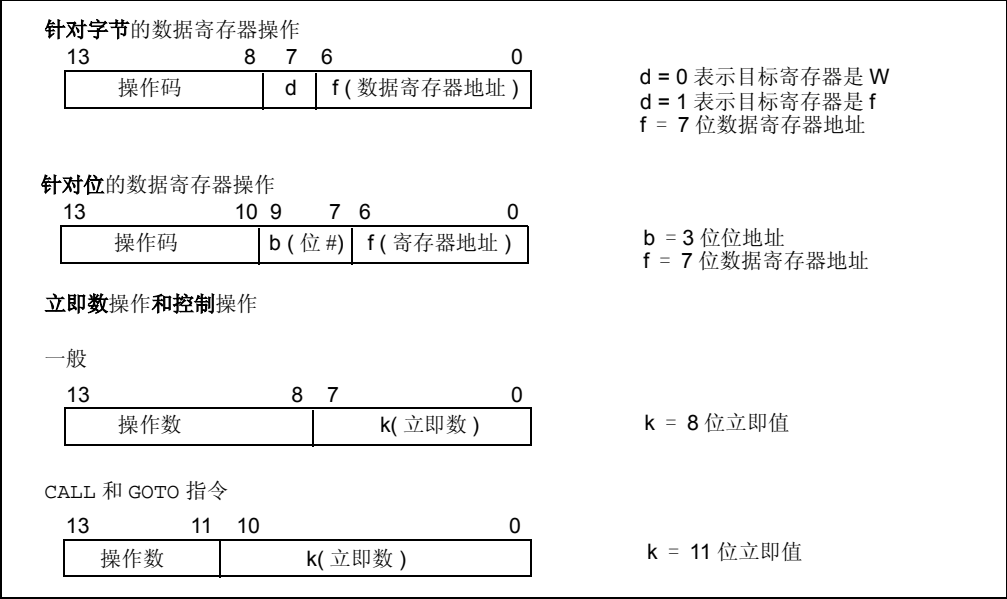 针对字节的数据寄存器操作
13 8 7 6 0
操作码 d f ( 数据寄存器地址 )
d = 0 表示目标寄存器是 W
d = 1 表示目标寄存器是 f
f = 7 位数据寄存器地址
针对位的数据寄存器操作
13 10 9 7 6 0
操作码 b ( 位 #) f ( 寄存器地址 )
b = 3 位位地址
f = 7 位数据寄存器地址
立即数操作和控制操作
一般
13 8 7 0
操作数 k( 立即数 )
k = 8 位立即值
CALL 和 GOTO 指令
13 11 10 0
操作数 k( 立即数 )
k = 11 位立即值